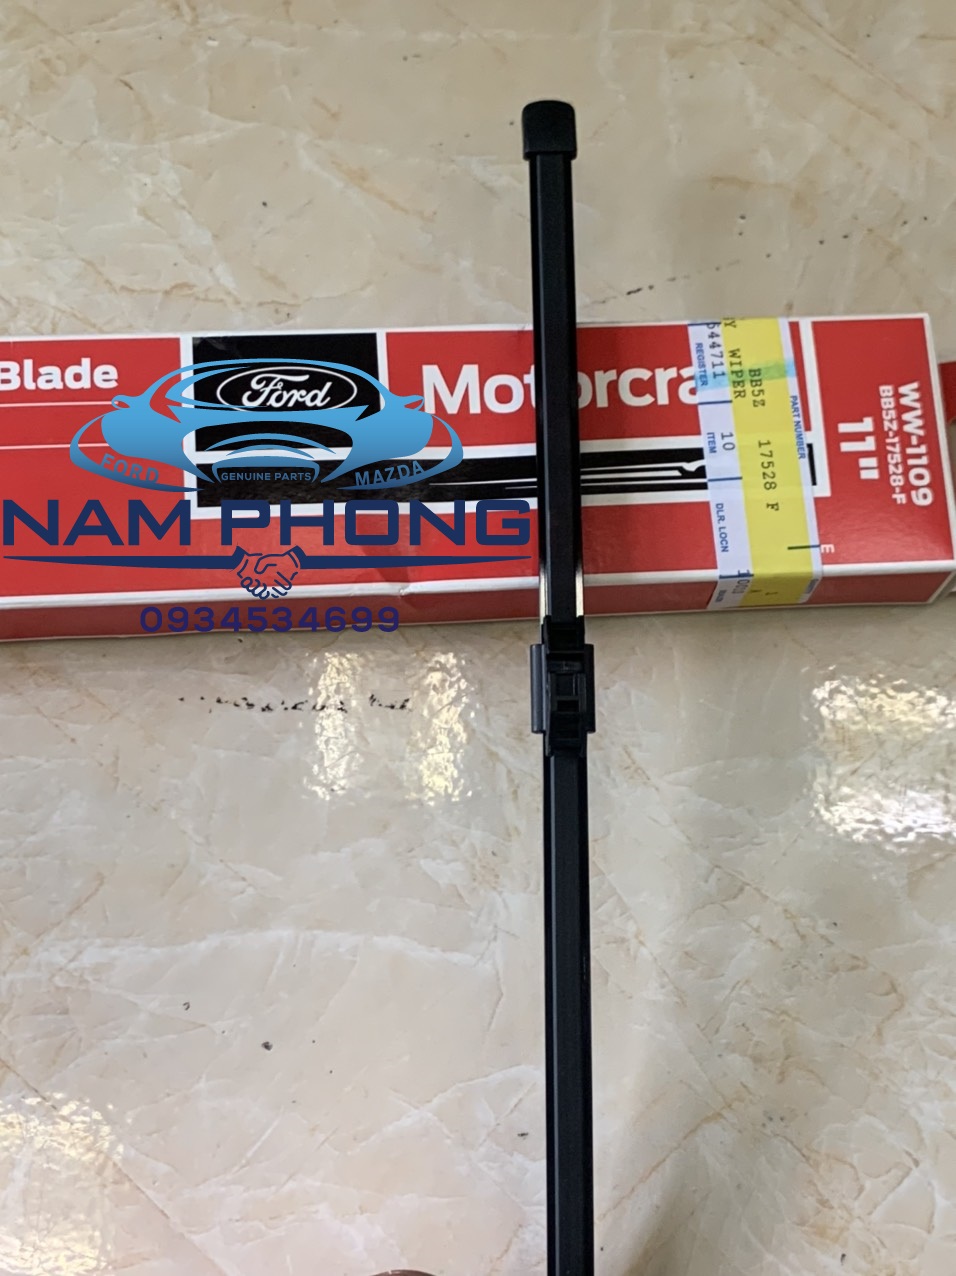 Blade
Ford
Motorcra
WW-1109
BB5Z-17528-F
11"
PART NUMBER
BB5Z 17528 F
WIPER
644711
REGISTER
10
ITEM
DLR. LOCN
E
FORD
GENUINE PARTS
MAZDA
NAM PHONG
0934534699